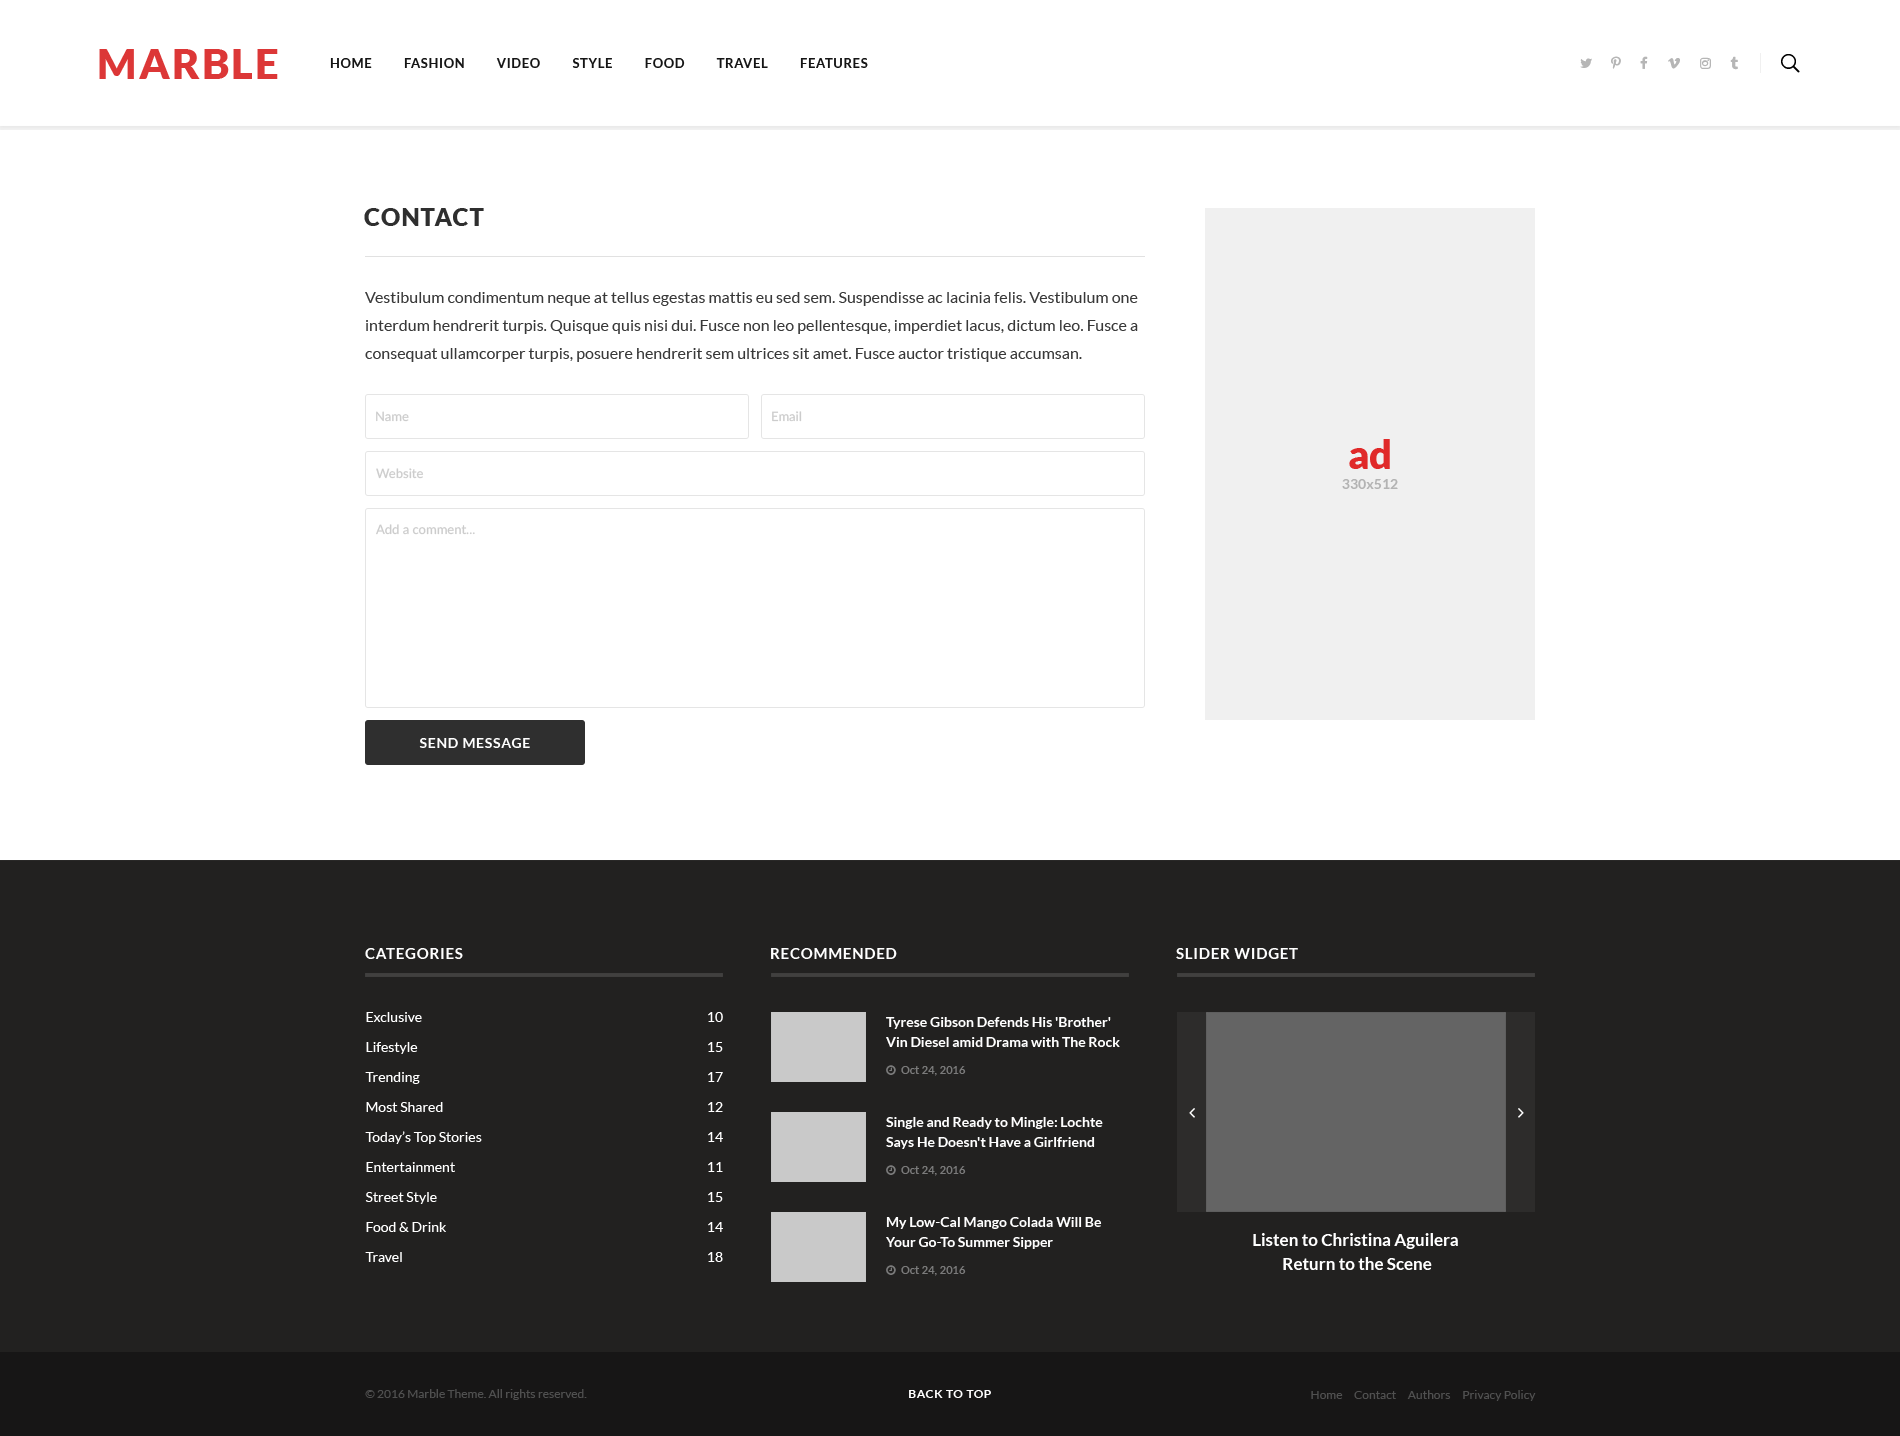 MARBLE
HOME FASHION VIDEO STYLE FOOD TRAVEL FEATURES
CONTACT
Vestibulum condimentum neque at tellus egestas mattis eu sed sem. Suspendisse ac lacinia felis. Vestibulum one
interdum hendrerit turpis. Quisque quis nisi dui. Fusce non leo pellentesque, imperdiet lacus, dictum leo. Fusce a
consequat ullamcorper turpis, posuere hendrerit sem ultrices sit amet. Fusce auctor tristique accumsan.
Name
Email
Website
Add a comment...
SEND MESSAGE
ad
330x512
CATEGORIES
Exclusive 10
Lifestyle 15
Trending 17
Most Shared 12
Today’s Top Stories 14
Entertainment 11
Street Style 15
Food & Drink 14
Travel 18
RECOMMENDED
Tyrese Gibson Defends His 'Brother'
Vin Diesel amid Drama with The Rock
Oct 24, 2016
Single and Ready to Mingle: Lochte
Says He Doesn't Have a Girlfriend
Oct 24, 2016
My Low-Cal Mango Colada Will Be
Your Go-To Summer Sipper
Oct 24, 2016
SLIDER WIDGET
Listen to Christina Aguilera
Return to the Scene
© 2016 Marble Theme. All rights reserved.
BACK TO TOP
Home Contact Authors Privacy Policy